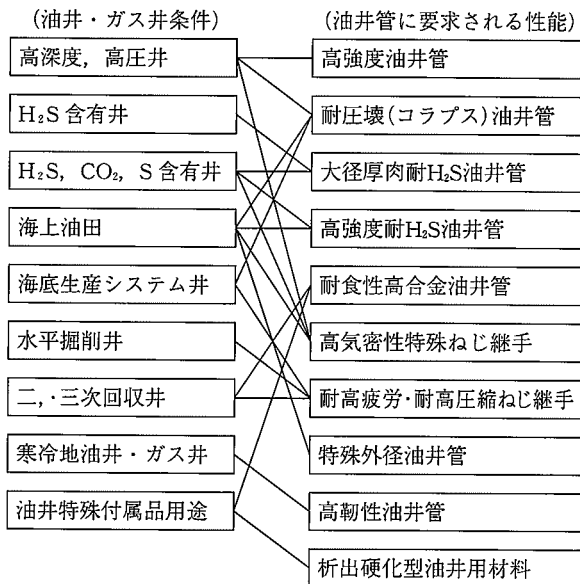 (油井・ガス井条件)
(油井管に要求される性能)
高深度，高圧井
高強度油井管
H₂S 含有井
耐圧壊(コラプス)油井管
H₂S，CO₂，S 含有井
大径厚肉耐H₂S油井管
海上油田
高強度耐H₂S油井管
海底生産システム井
耐食性高合金油井管
水平掘削井
高気密性特殊ねじ継手
二，·三次回収井
耐高疲労·耐高圧縮ねじ継手
寒冷地油井・ガス井
特殊外径油井管
油井特殊付属品用途
高靭性油井管
析出硬化型油井用材料